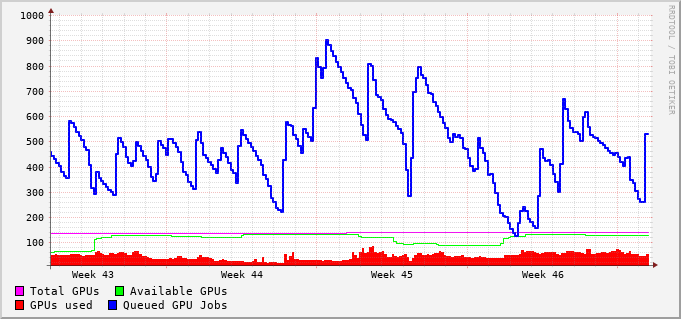 1000
900
800
700
600
500
400
300
200
100
Week 43 Week 44 Week 45 Week 46
Total GPUs Available GPUs
GPUs used Queued GPU Jobs
RRDTOOL / TOBI OETIKER